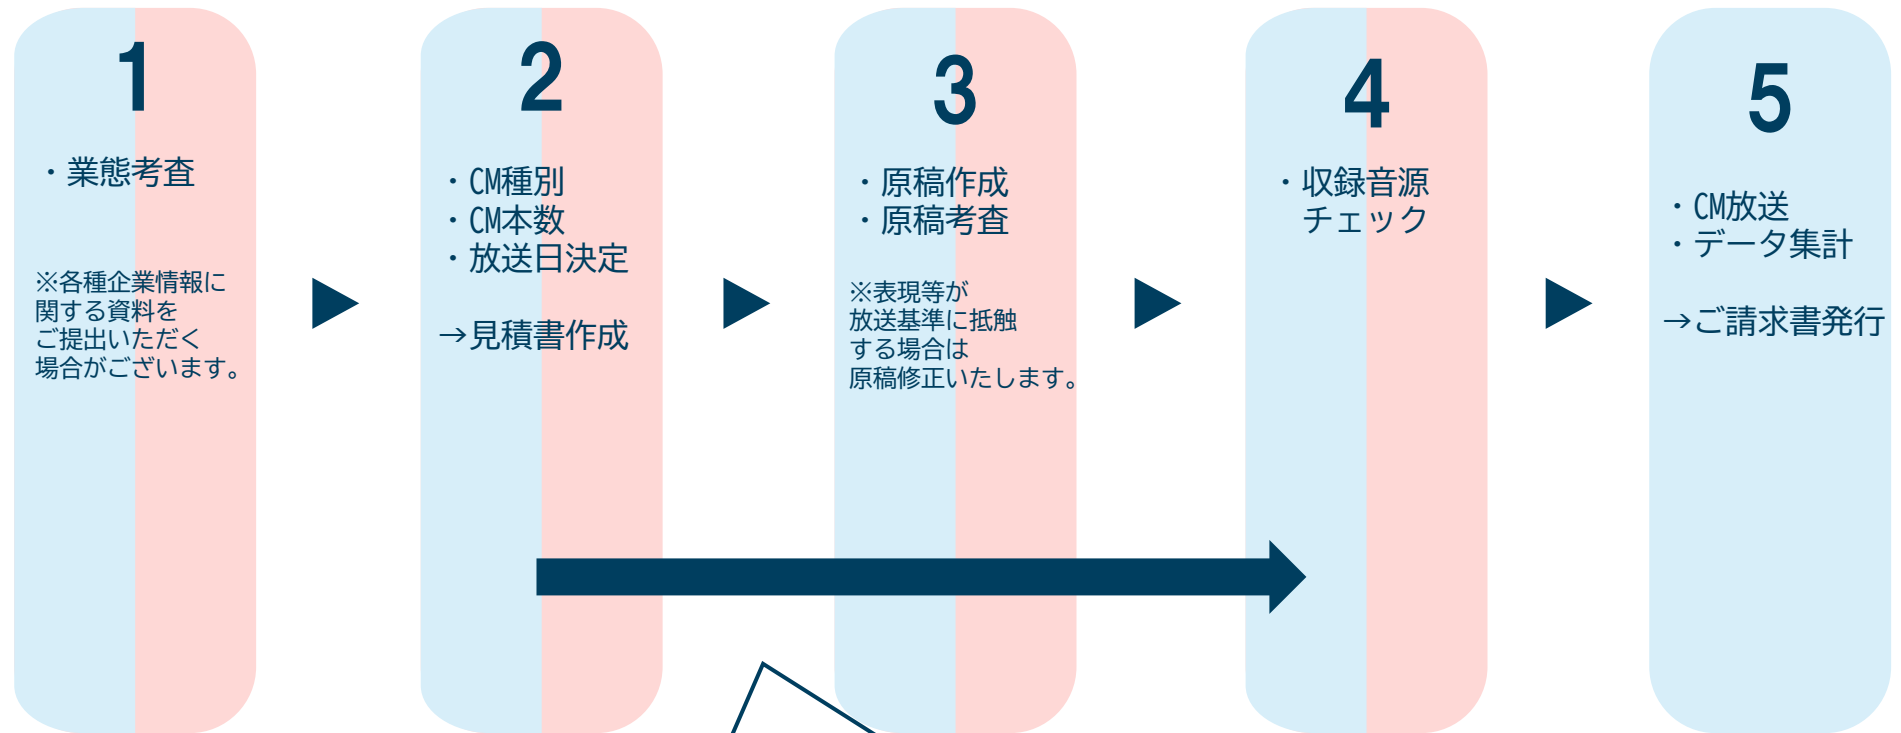 1
・業態考査
※各種企業情報に
関する資料を
ご提出いただく
場合がございます。
2
・CM種別
・CM本数
・放送日決定
→見積書作成
3
・原稿作成
・原稿考査
※表現等が
放送基準に抵触
する場合は
原稿修正いたします。
4
・収録音源
チェック
5
・CM放送
・データ集計
→ご請求書発行